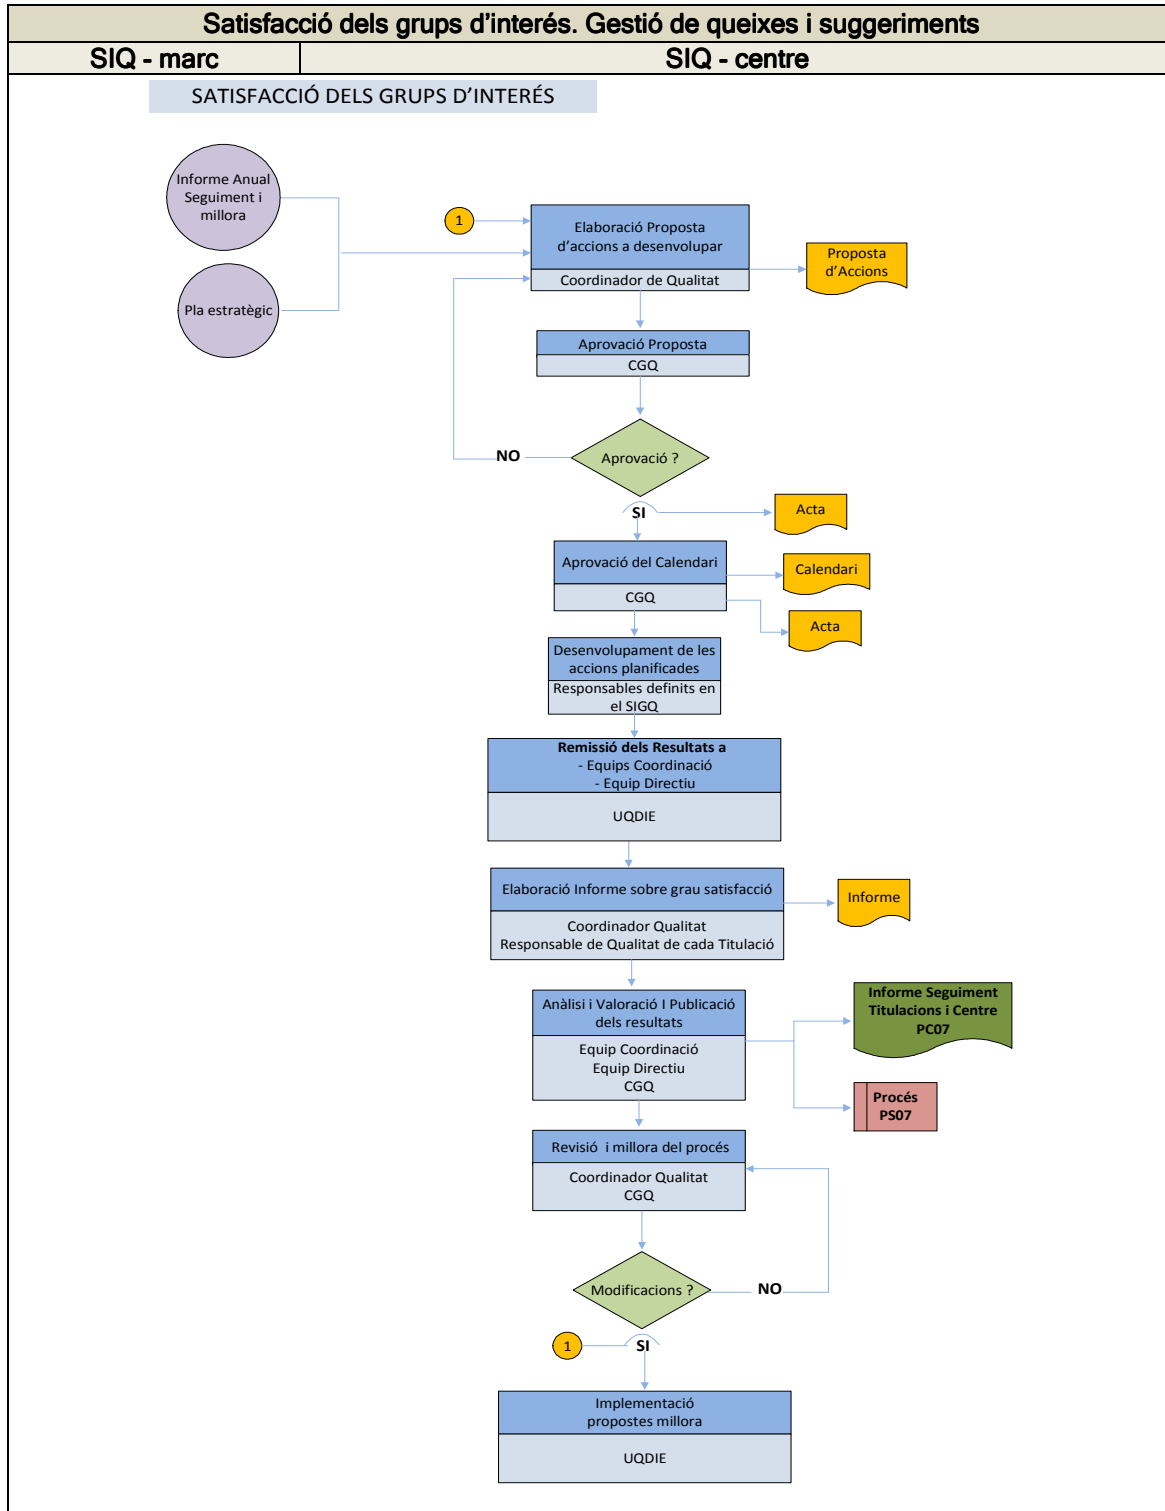 Satisfacció dels grups d'interés. Gestió de queixes i suggeriments
SIQ - marc
SIQ - centre
SATISFACCIÓ DELS GRUPS D'INTERÉS
Informe Anual
Seguiment i
millora
Pla estratègic
1
Elaboració Proposta
d'accions a desenvolupar
Coordinador de Qualitat
Proposta
d'Accions
Aprovació Proposta
CGQ
Aprovació ?
NO
SI
Acta
Aprovació del Calendari
CGQ
Calendari
Acta
Desenvolupament de les
accions planificades
Responsables definits en
el SIGQ
Remissió dels Resultats a
- Equips Coordinació
- Equip Directiu
UQDIE
Elaboració Informe sobre grau satisfacció
Coordinador Qualitat
Responsable de Qualitat de cada Titulació
Informe
Anàlisi i Valoració I Publicació
dels resultats
Equip Coordinació
Equip Directiu
CGQ
Informe Seguiment
Titulacions i Centre
PC07
Procés
PS07
Revisió i millora del procés
Coordinador Qualitat
CGQ
Modificacions ?
NO
1
SI
Implementació
propostes millora
UQDIE